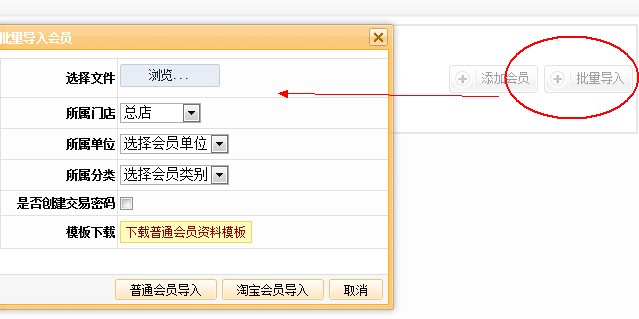 批量导入会员
选择文件 浏览...
添加会员 批量导入
所属门店 总店
所属单位 选择会员单位
所属分类 选择会员类别
是否创建交易密码
模板下载 下载普通会员资料模板
普通会员导入 淘宝会员导入 取消